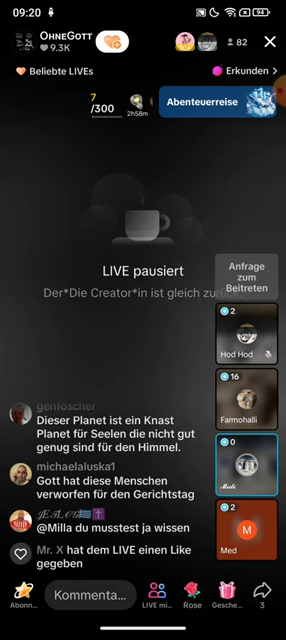 09:20
94
OHNEGOTT
9.3K
82
Beliebte LIVEs
Erkunden >
7
/300
2h58m
Abenteuerreise
LIVE pausiert
Der*Die Creator*in ist gleich zurück.
Anfrage
zum
Beitreten
2
Hod Hod
16
Famohalli
0
Mali
2
M
Med
genfoscher
Dieser Planet ist ein Knast
Planet für Seelen die nicht gut
genug sind für den Himmel.
michaelaluska1
Gott hat diese Menschen
verworfen für den Gerichtstag
@Milla du musstest ja wissen
Mr. X hat dem LIVE einen Like
gegeben
Abonn...
Kommenta...
LIVE mi...
Rose
Gesche...
3